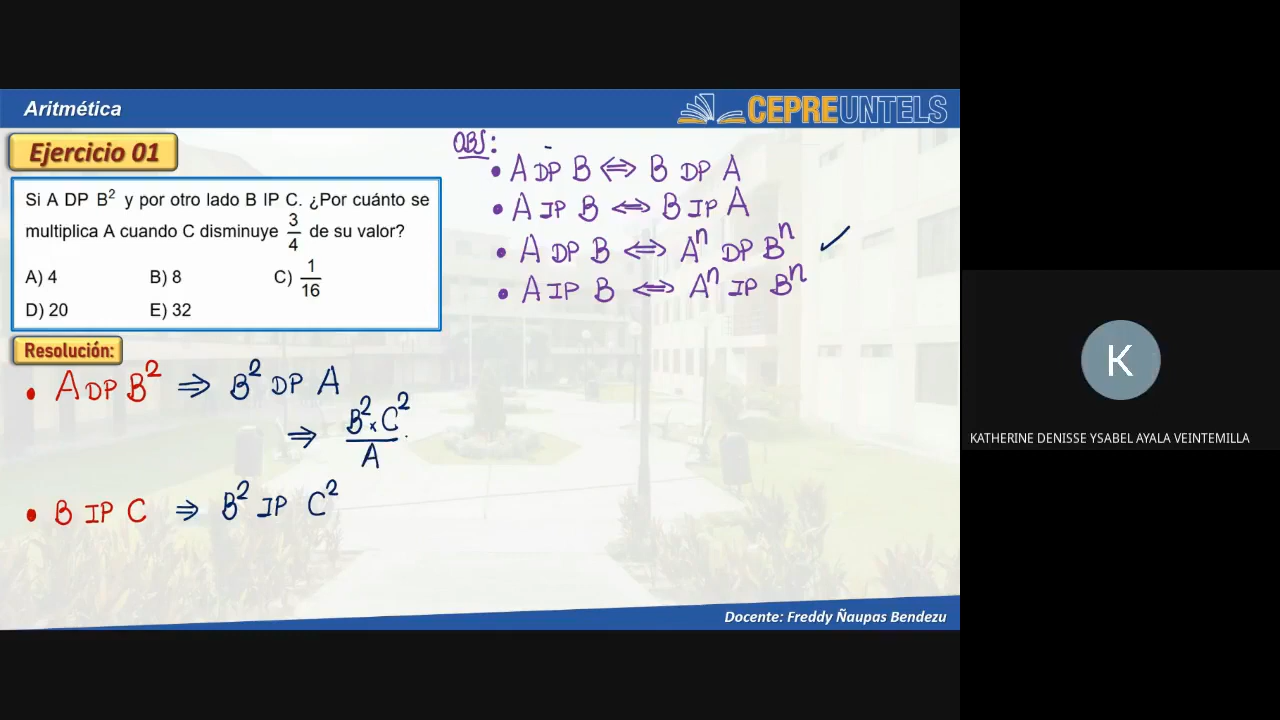 Aritmética
CEPREUNTELS
Ejercicio 01
Si A DP B² y por otro lado B IP C. ¿Por cuánto se
multiplica A cuando C disminuye 3/4 de su valor?
A) 4 B) 8 C) 1/16
D) 20 E) 32
OBS:
• A DP B ⇔ B DP A
• A IP B ⇔ B IP A
• A DP B ⇔ Aⁿ DP Bⁿ ✓
• A IP B ⇔ Aⁿ IP Bⁿ
Resolución:
• A DP B² ⇒ B² DP A
⇒ B² × C² / A
• B IP C ⇒ B² IP C²
Docente: Freddy Ñaupas Bendezu
K
KATHERINE DENISSE YSABEL AYALA VEINTEMILLA